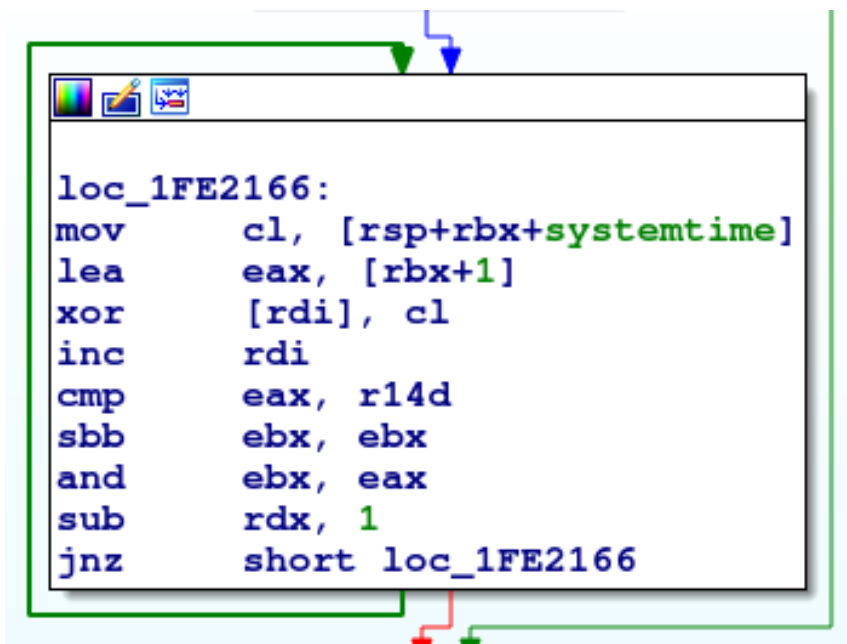 loc_1FE2166:
mov cl, [rsp+rbx+systemtime]
lea eax, [rbx+1]
xor [rdi], cl
inc rdi
cmp eax, r14d
sbb ebx, ebx
and ebx, eax
sub rdx, 1
jnz short loc_1FE2166